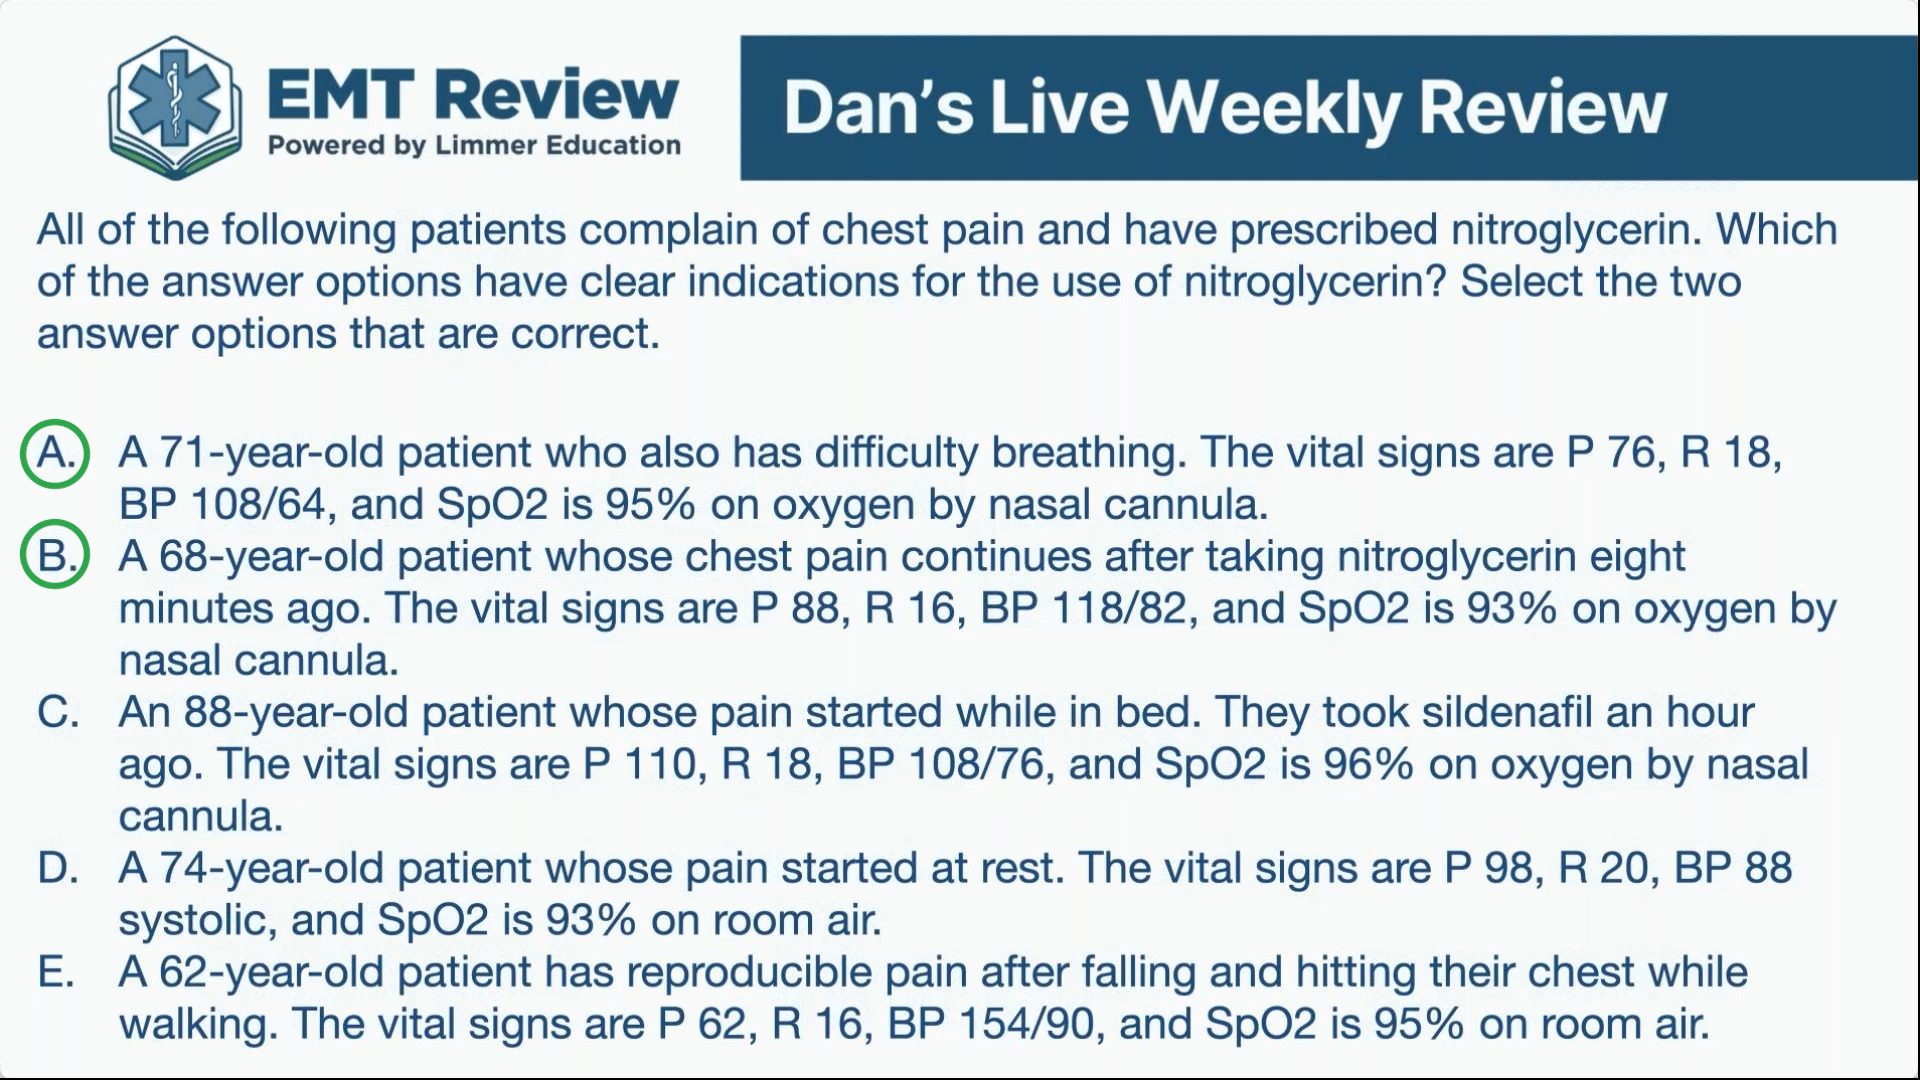 EMT Review
Powered by Limmer Education
Dan's Live Weekly Review
All of the following patients complain of chest pain and have prescribed nitroglycerin. Which
of the answer options have clear indications for the use of nitroglycerin? Select the two
answer options that are correct.
A. A 71-year-old patient who also has difficulty breathing. The vital signs are P 76, R 18,
BP 108/64, and SpO2 is 95% on oxygen by nasal cannula.
B. A 68-year-old patient whose chest pain continues after taking nitroglycerin eight
minutes ago. The vital signs are P 88, R 16, BP 118/82, and SpO2 is 93% on oxygen by
nasal cannula.
C. An 88-year-old patient whose pain started while in bed. They took sildenafil an hour
ago. The vital signs are P 110, R 18, BP 108/76, and SpO2 is 96% on oxygen by nasal
cannula.
D. A 74-year-old patient whose pain started at rest. The vital signs are P 98, R 20, BP 88
systolic, and SpO2 is 93% on room air.
E. A 62-year-old patient has reproducible pain after falling and hitting their chest while
walking. The vital signs are P 62, R 16, BP 154/90, and SpO2 is 95% on room air.